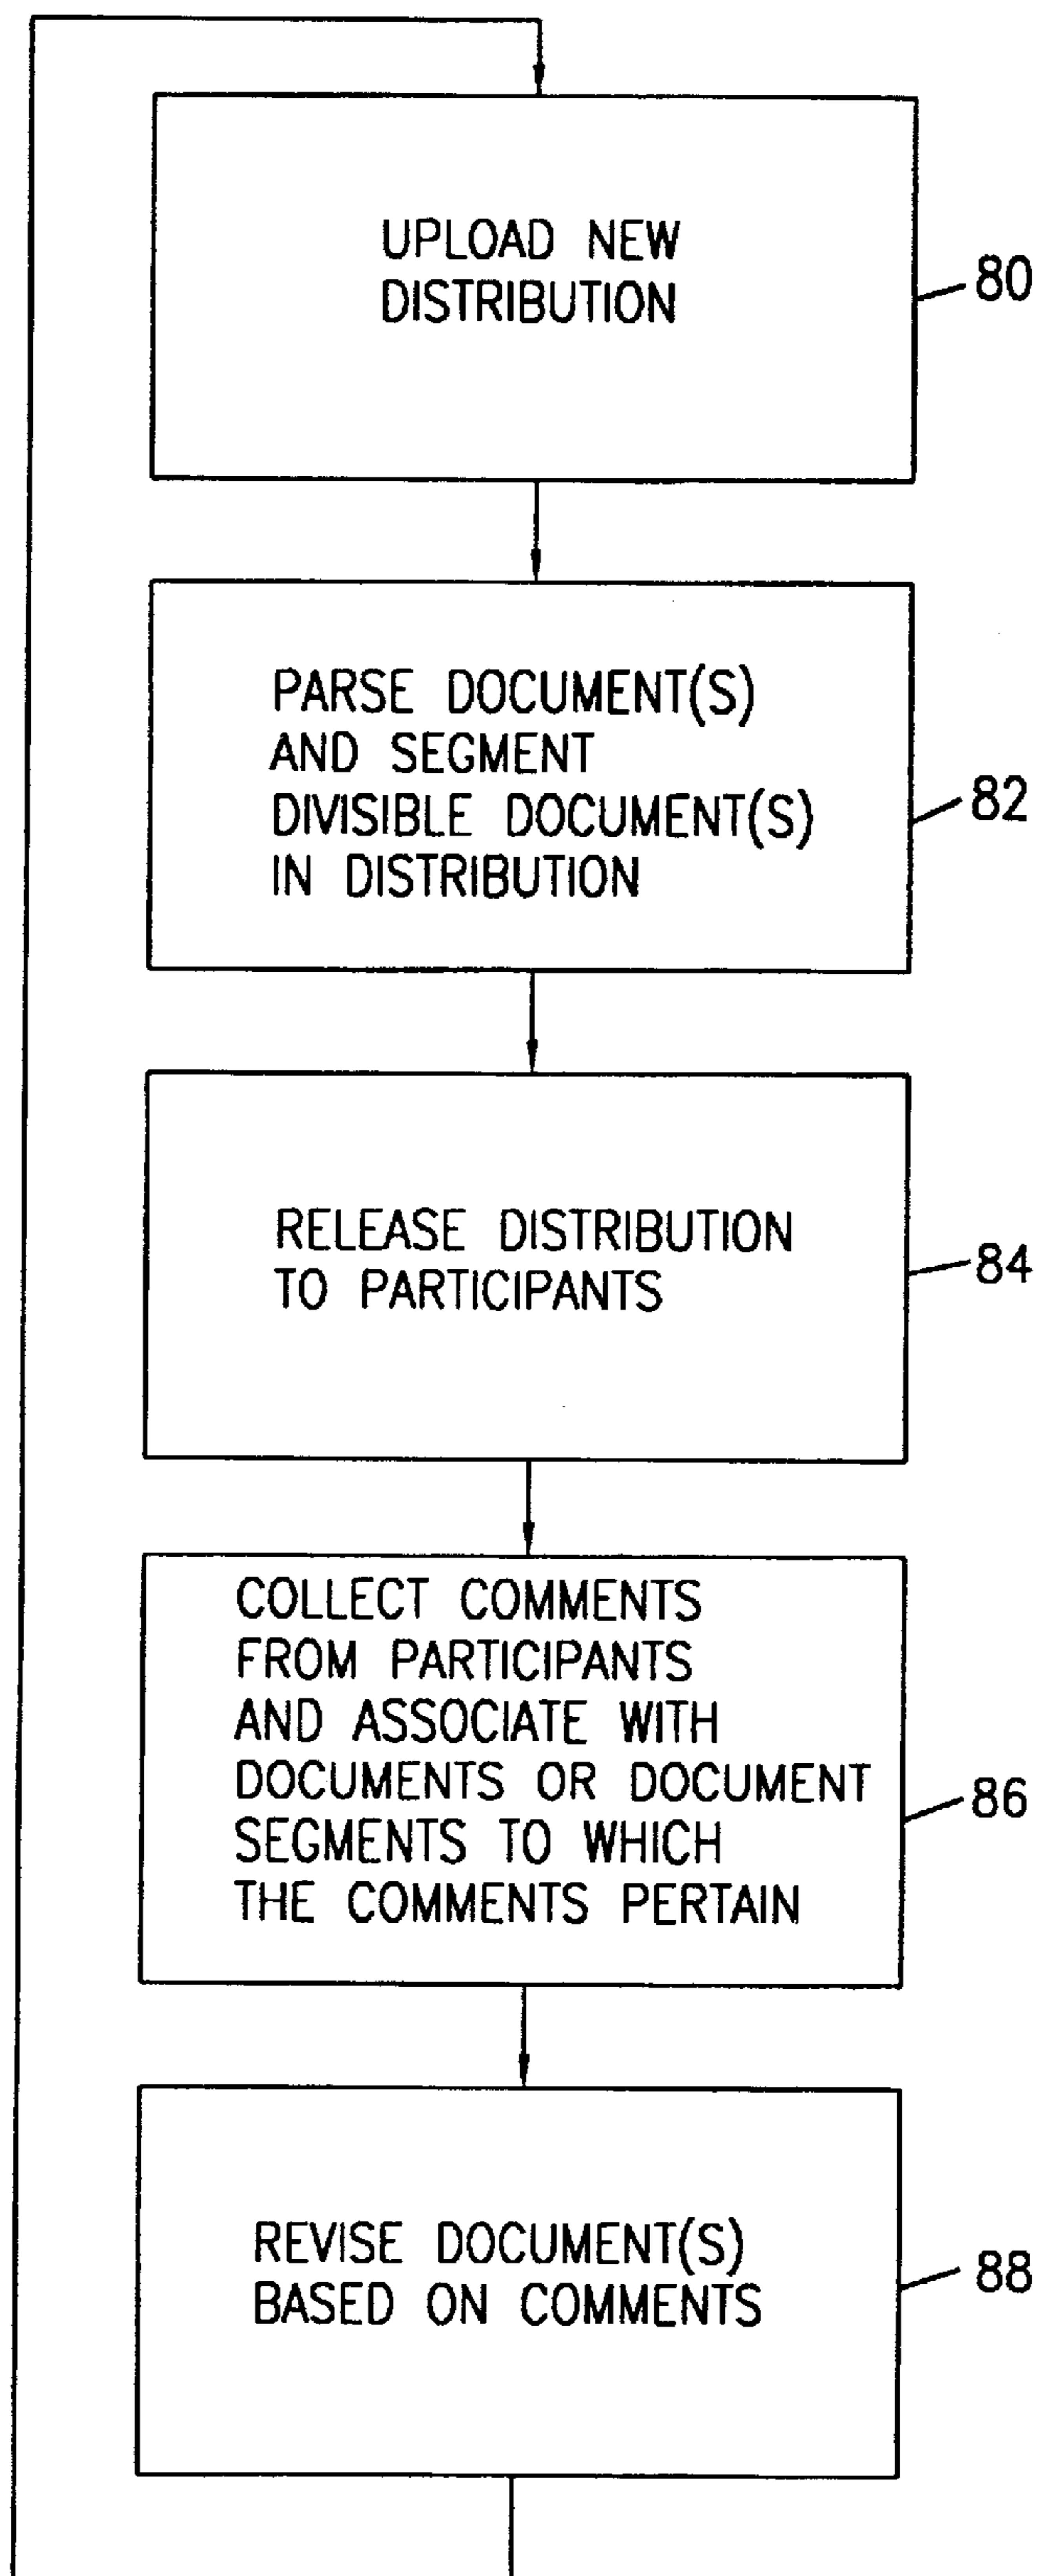 UPLOAD NEW
DISTRIBUTION
80
PARSE DOCUMENT(S)
AND SEGMENT
DIVISIBLE DOCUMENT(S)
IN DISTRIBUTION
82
RELEASE DISTRIBUTION
TO PARTICIPANTS
84
COLLECT COMMENTS
FROM PARTICIPANTS
AND ASSOCIATE WITH
DOCUMENTS OR DOCUMENT
SEGMENTS TO WHICH
THE COMMENTS PERTAIN
86
REVISE DOCUMENT(S)
BASED ON COMMENTS
88